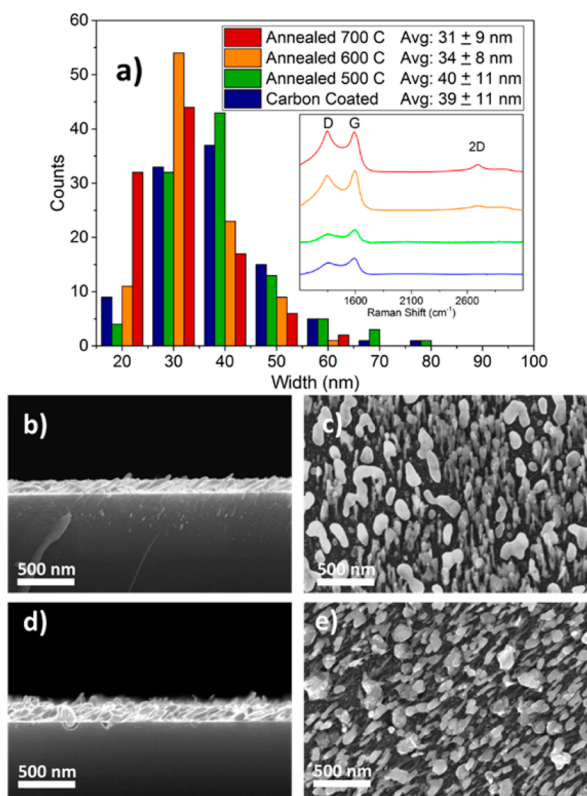 60
50
40
30
20
10
0
Counts
a)
Annealed 700 C Avg: 31 ± 9 nm
Annealed 600 C Avg: 34 ± 8 nm
Annealed 500 C Avg: 40 ± 11 nm
Carbon Coated Avg: 39 ± 11 nm
D G 2D
1600 2100 2600
Raman Shift (cm⁻¹)
20 30 40 50 60 70 80 90 100
Width (nm)
b)
500 nm
c)
500 nm
d)
500 nm
e)
500 nm